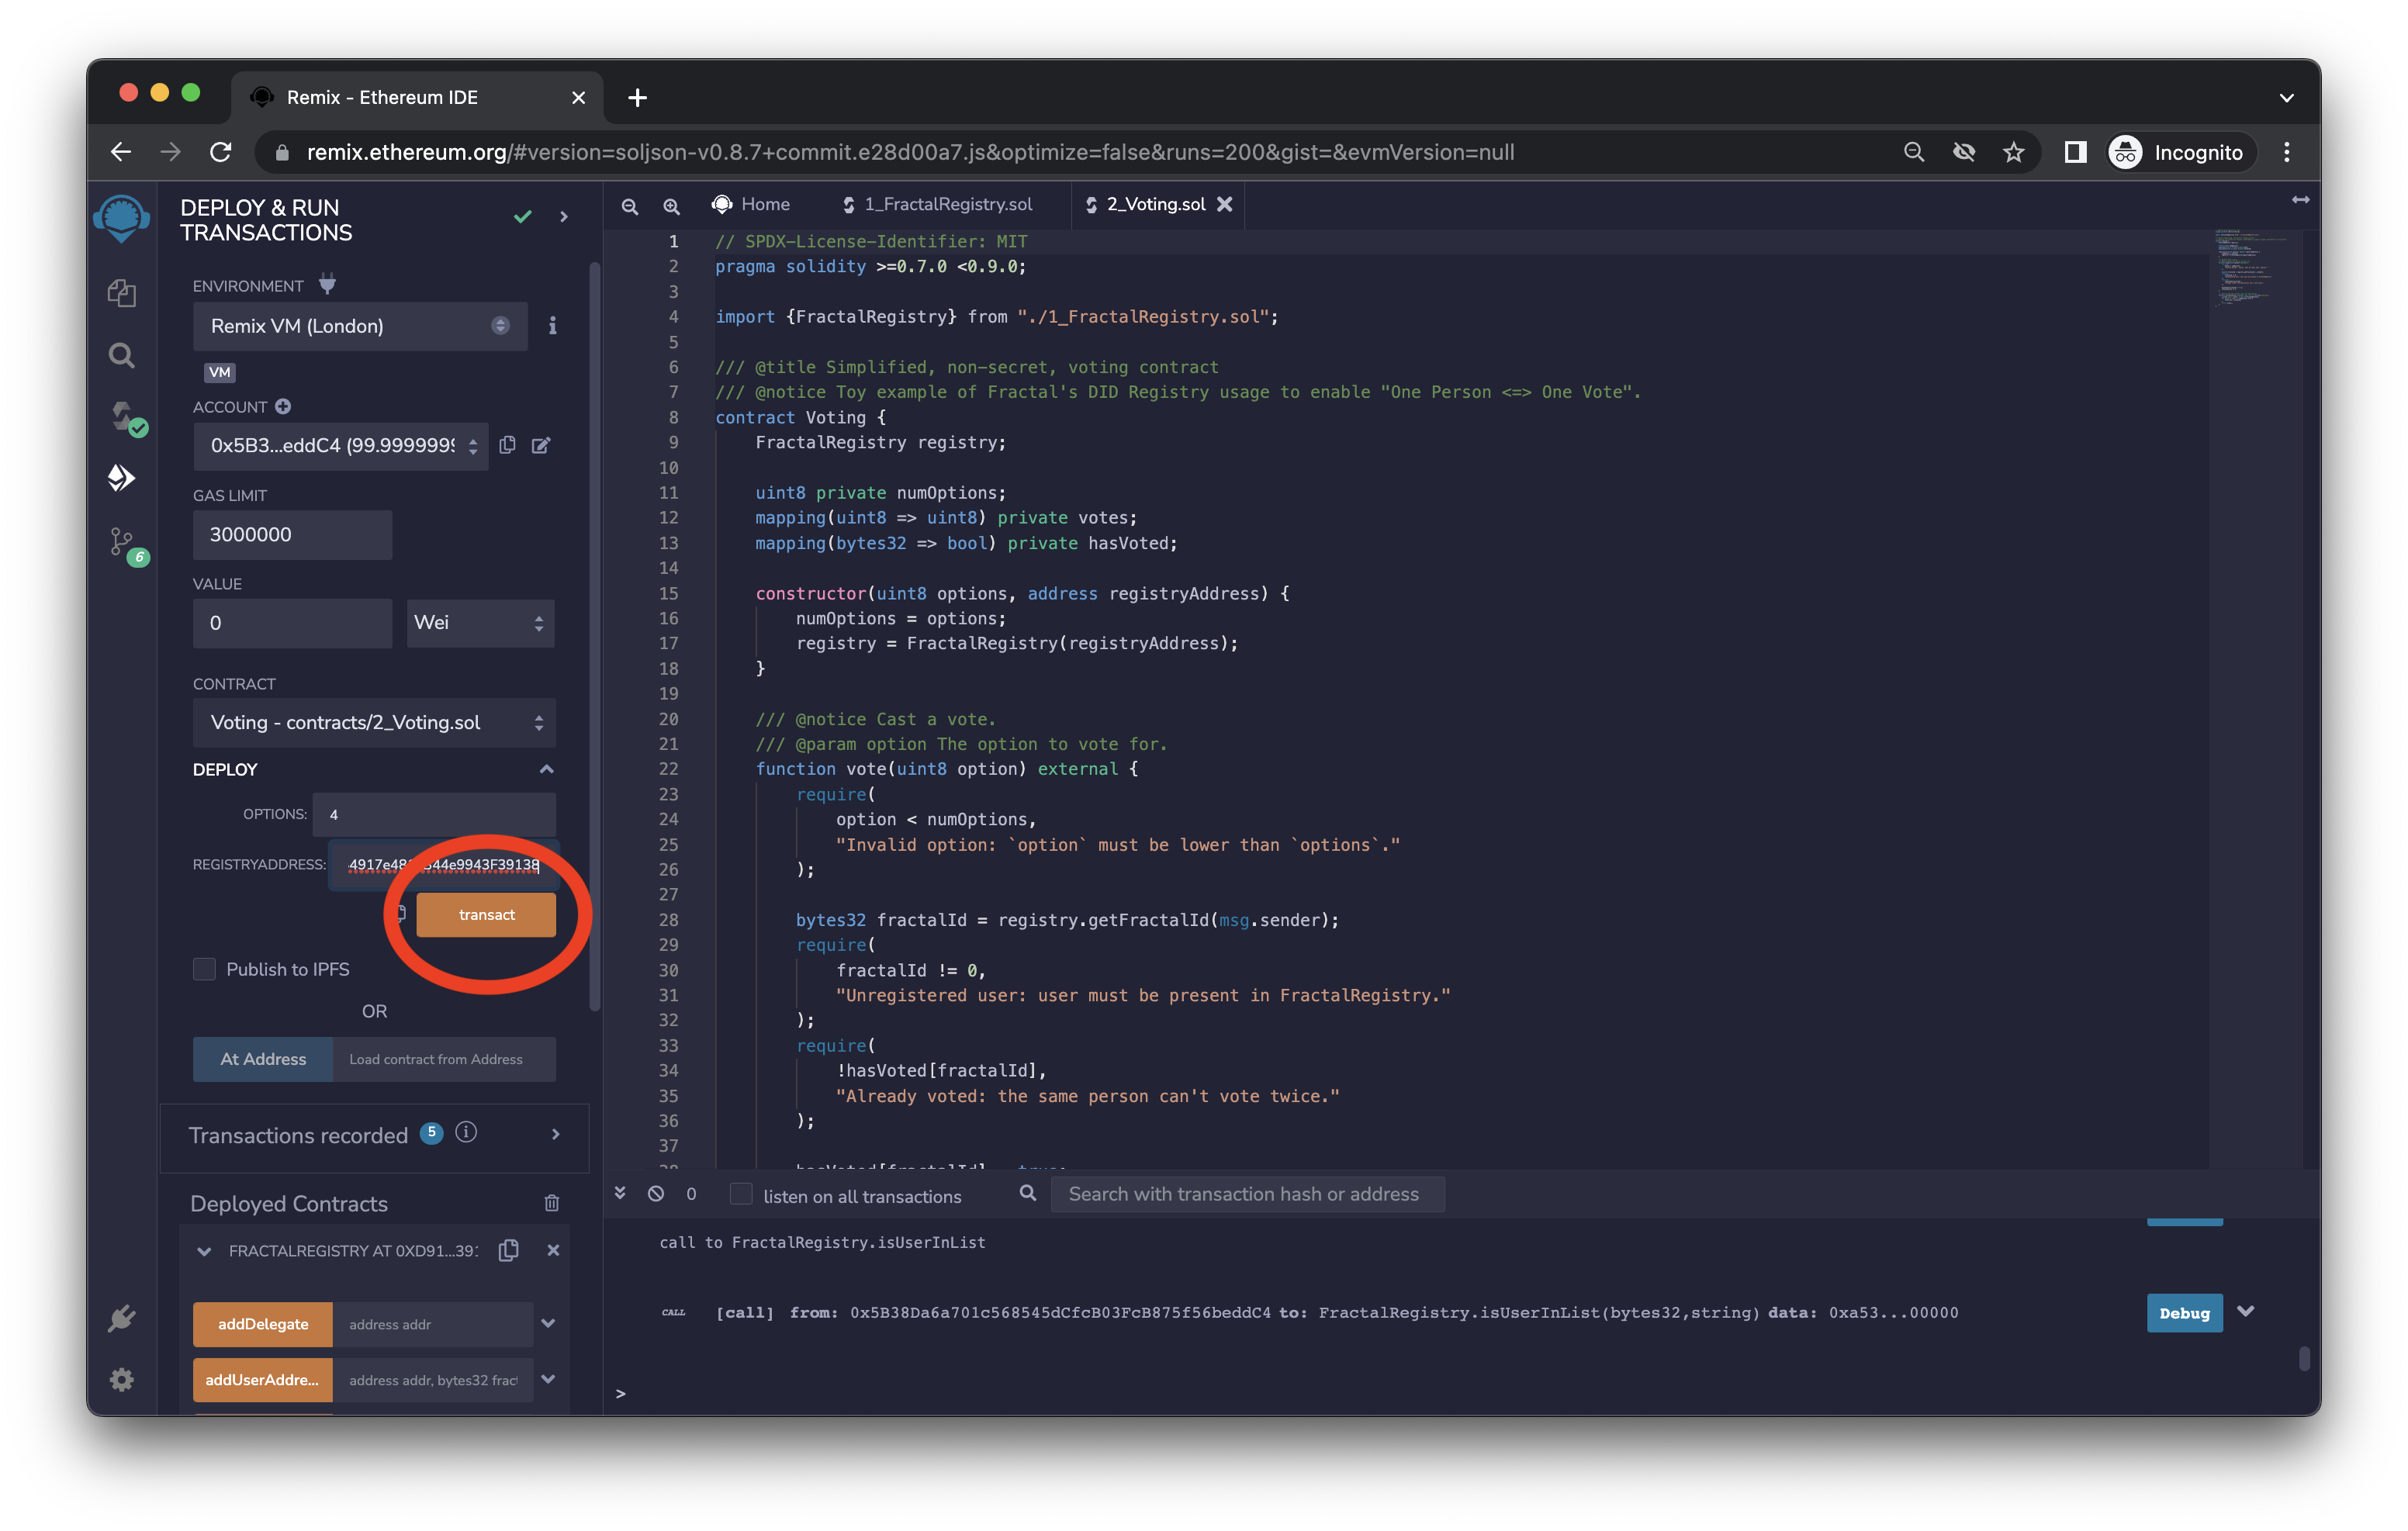 Remix - Ethereum IDE
remix.ethereum.org/#version=soljson-v0.8.7+commit.e28d00a7.js&optimize=false&runs=200&gist=&evmVersion=null
Incognito
DEPLOY & RUN
TRANSACTIONS
ENVIRONMENT
Remix VM (London)
VM
ACCOUNT
0x5B3...eddC4 (99.9999999
GAS LIMIT
3000000
VALUE
0
Wei
CONTRACT
Voting - contracts/2_Voting.sol
DEPLOY
OPTIONS: 4
REGISTRYADDRESS:
transact
Publish to IPFS
OR
At Address
Load contract from Address
Transactions recorded 5
Deployed Contracts
FRACTALREGISTRY AT 0XD91...391
addDelegate
address addr
addUserAddre...
address addr, bytes32 frac
6
Home
1_FractalRegistry.sol
2_Voting.sol
1 // SPDX-License-Identifier: MIT
2 pragma solidity >=0.7.0 <0.9.0;
3
4 import {FractalRegistry} from "./1_FractalRegistry.sol";
5
6 /// @title Simplified, non-secret, voting contract
7 /// @notice Toy example of Fractal's DID Registry usage to enable "One Person <=> One Vote".
8 contract Voting {
9 FractalRegistry registry;
10
11 uint8 private numOptions;
12 mapping(uint8 => uint8) private votes;
13 mapping(bytes32 => bool) private hasVoted;
14
15 constructor(uint8 options, address registryAddress) {
16 numOptions = options;
17 registry = FractalRegistry(registryAddress);
18 }
19
20 /// @notice Cast a vote.
21 /// @param option The option to vote for.
22 function vote(uint8 option) external {
23 require(
24 option < numOptions,
25 "Invalid option: `option` must be lower than `options`."
26 );
27
28 bytes32 fractalId = registry.getFractalId(msg.sender);
29 require(
30 fractalId != 0,
31 "Unregistered user: user must be present in FractalRegistry."
32 );
33 require(
34 !hasVoted[fractalId],
35 "Already voted: the same person can't vote twice."
36 );
37
0
listen on all transactions
Search with transaction hash or address
call to FractalRegistry.isUserInList
CALL [call] from: 0x5B38Da6a701c568545dCfcB03FcB875f56beddC4 to: FractalRegistry.isUserInList(bytes32,string) data: 0xa53...00000
Debug
>